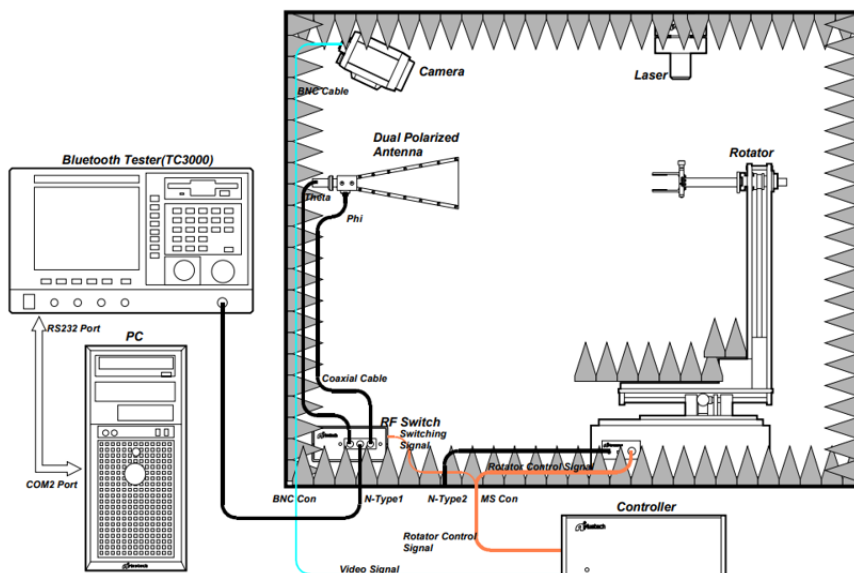 Camera
BNC Cable
Laser
Dual Polarized
Antenna
Bluetooth Tester(TC3000)
Rotator
Theta
Phi
RS232 Port
PC
Coaxial Cable
RF Switch
Switching
Signal
Rotator Control Signal
COM2 Port
BNC Con
N-Type1
N-Type2
MS Con
Controller
Rotator Control
Signal
Video Signal